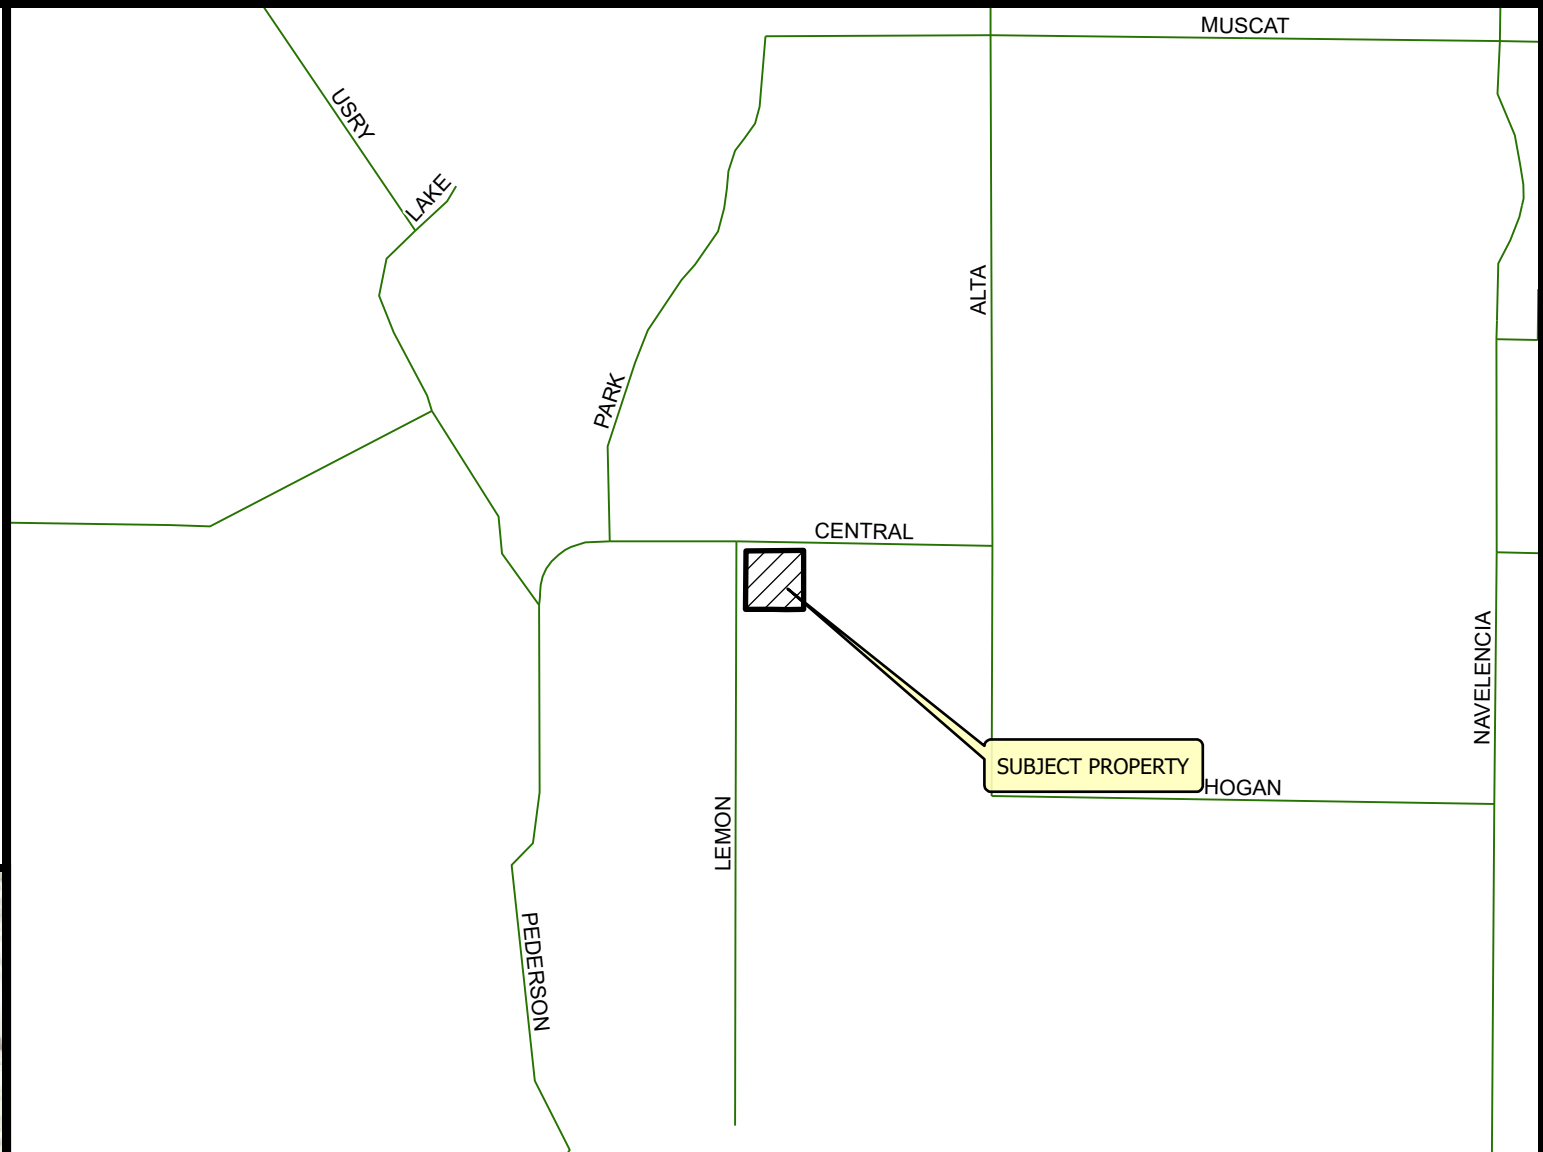 MUSCAT
USRY
LAKE
ALTA
PARK
CENTRAL
NAVELENCIA
SUBJECT PROPERTY
HOGAN
LEMON
PEDERSON